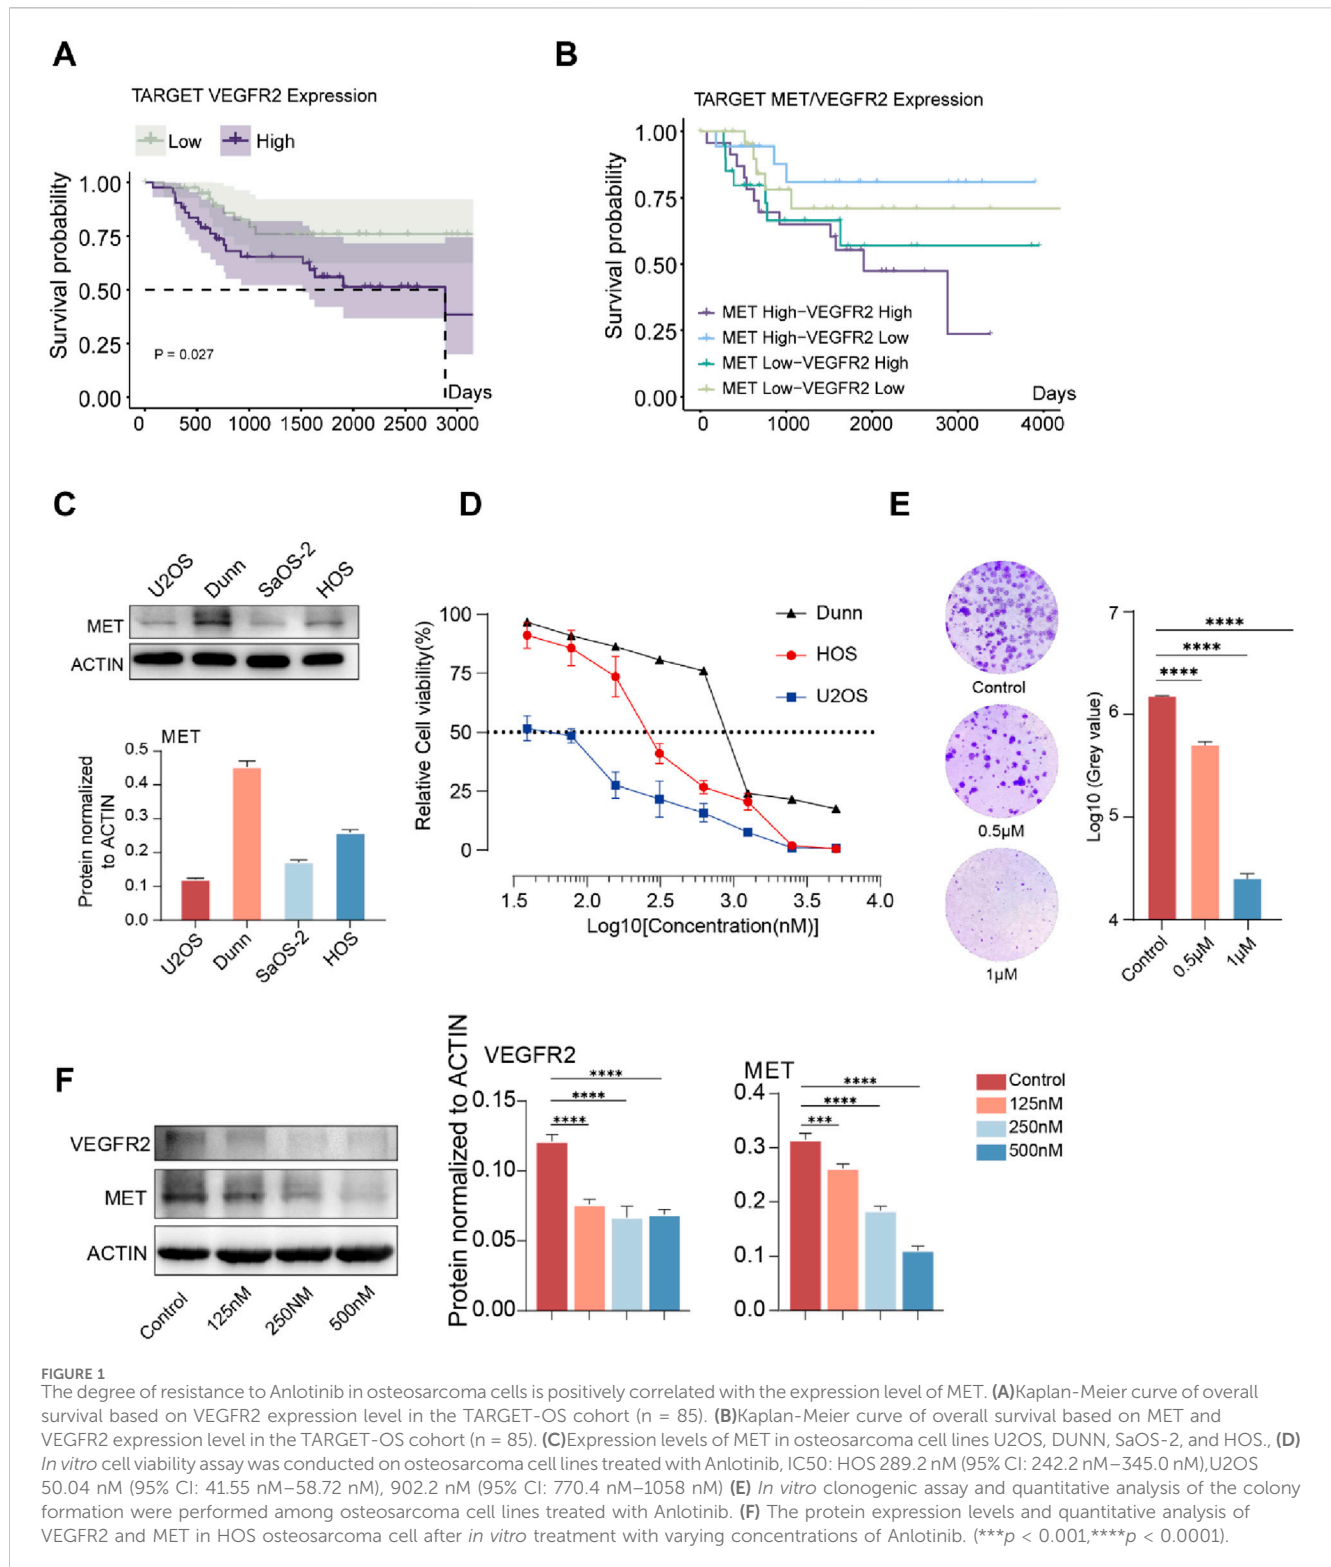 A
TARGET VEGFR2 Expression
Low
High
Survival probability
1.00
0.75
0.50
0.25
0.00
P = 0.027
Days
0 500 1000 1500 2000 2500 3000
B
TARGET MET/VEGFR2 Expression
Survival probability
1.00
0.75
0.50
0.25
0.00
MET High–VEGFR2 High
MET High–VEGFR2 Low
MET Low–VEGFR2 High
MET Low–VEGFR2 Low
Days
0 1000 2000 3000 4000
C
U2OS Dunn SaOS-2 HOS
MET
ACTIN
MET
Protein normalized
to ACTIN
0.5
0.4
0.3
0.2
0.1
0.0
U2OS Dunn SaOS-2 HOS
D
Relative Cell viability(%)
100
75
50
25
0
Dunn
HOS
U2OS
1.5 2.0 2.5 3.0 3.5 4.0
Log10[Concentration(nM)]
E
Control
0.5μM
1μM
Log10 (Grey value)
7
6
5
4
****
****
****
Control 0.5μM 1μM
F
VEGFR2
MET
ACTIN
Control 125nM 250NM 500nM
Protein normalized to ACTIN
VEGFR2
0.15
0.10
0.05
0.00
****
****
****
MET
0.4
0.3
0.2
0.1
0.0
****
****
***
Control
125nM
250nM
500nM
FIGURE 1
The degree of resistance to Anlotinib in osteosarcoma cells is positively correlated with the expression level of MET. (A)Kaplan-Meier curve of overall
survival based on VEGFR2 expression level in the TARGET-OS cohort (n = 85). (B)Kaplan-Meier curve of overall survival based on MET and
VEGFR2 expression level in the TARGET-OS cohort (n = 85). (C)Expression levels of MET in osteosarcoma cell lines U2OS, DUNN, SaOS-2, and HOS., (D)
In vitro cell viability assay was conducted on osteosarcoma cell lines treated with Anlotinib, IC50: HOS 289.2 nM (95% CI: 242.2 nM–345.0 nM),U2OS
50.04 nM (95% CI: 41.55 nM–58.72 nM), 902.2 nM (95% CI: 770.4 nM–1058 nM) (E) In vitro clonogenic assay and quantitative analysis of the colony
formation were performed among osteosarcoma cell lines treated with Anlotinib. (F) The protein expression levels and quantitative analysis of
VEGFR2 and MET in HOS osteosarcoma cell after in vitro treatment with varying concentrations of Anlotinib. (***p < 0.001,****p < 0.0001).